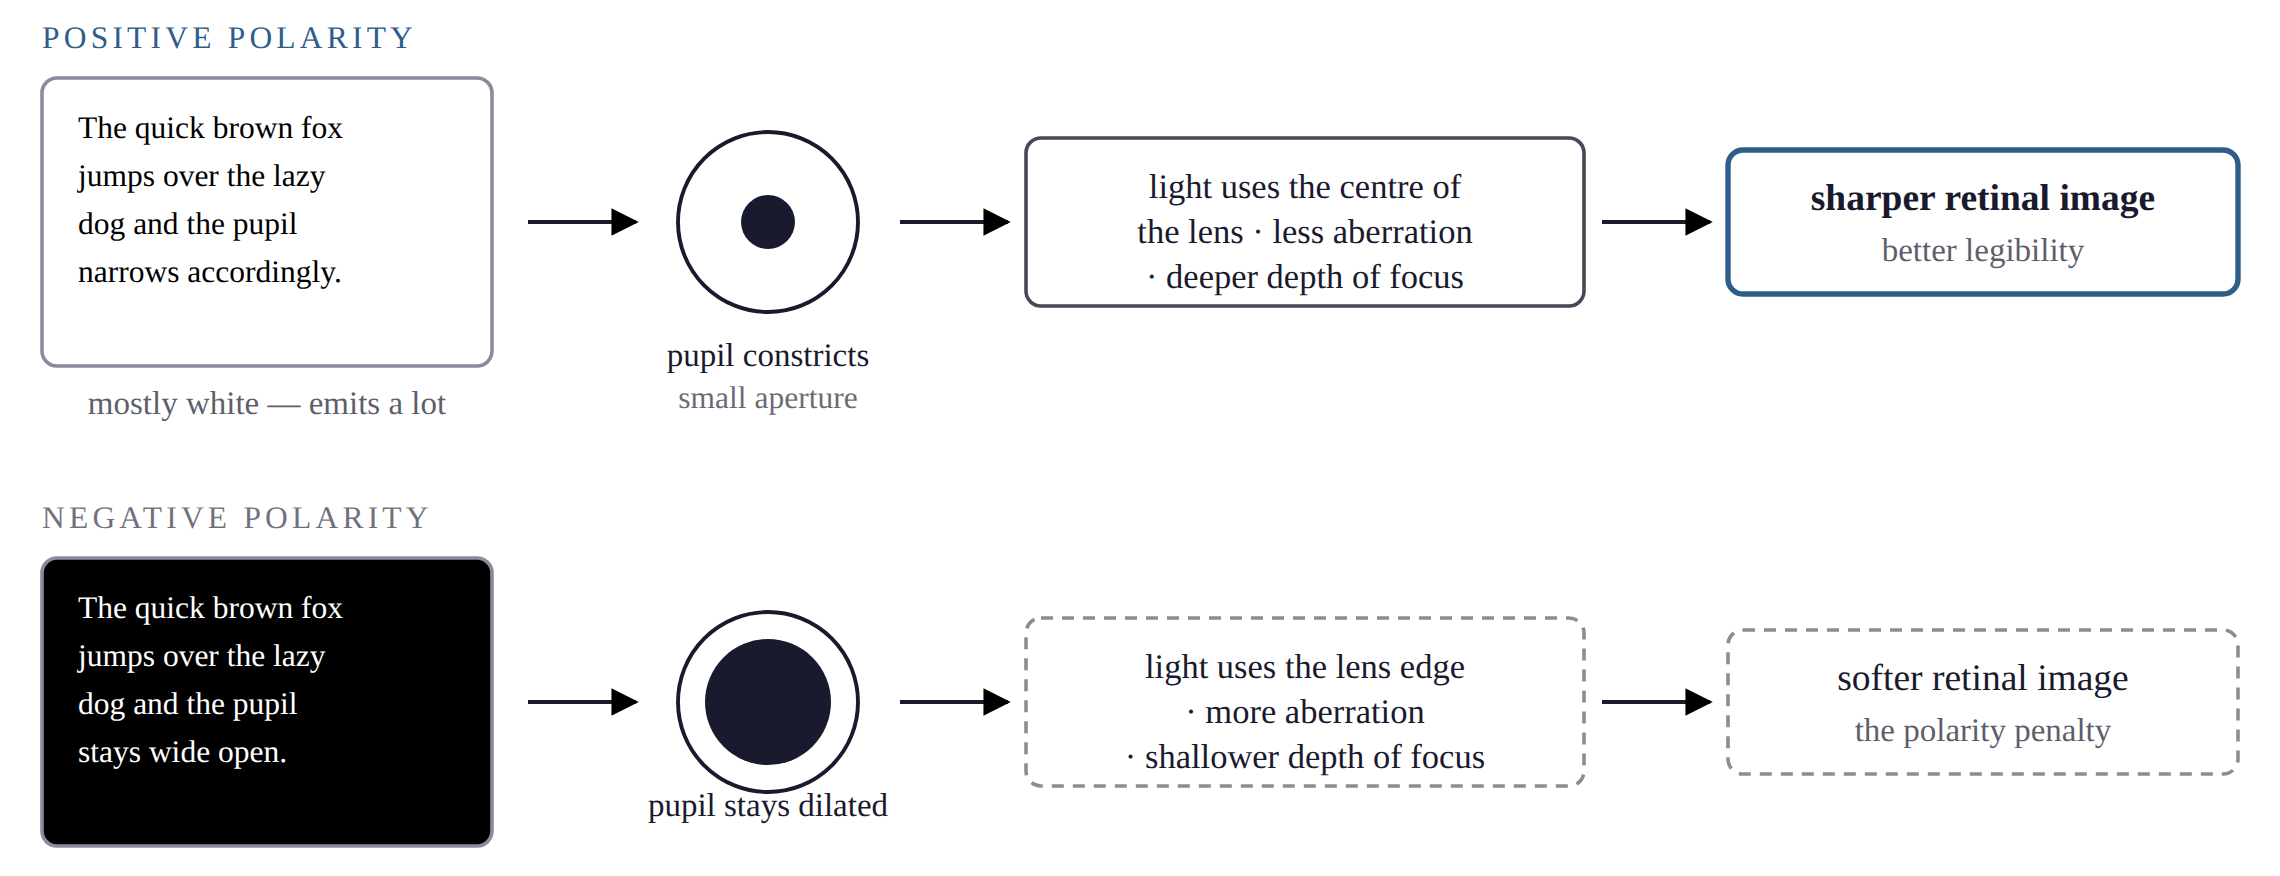 POSITIVE POLARITY
The quick brown fox
jumps over the lazy
dog and the pupil
narrows accordingly.
mostly white — emits a lot
pupil constricts
small aperture
light uses the centre of
the lens · less aberration
· deeper depth of focus
sharper retinal image
better legibility
NEGATIVE POLARITY
The quick brown fox
jumps over the lazy
dog and the pupil
stays wide open.
pupil stays dilated
light uses the lens edge
· more aberration
· shallower depth of focus
softer retinal image
the polarity penalty